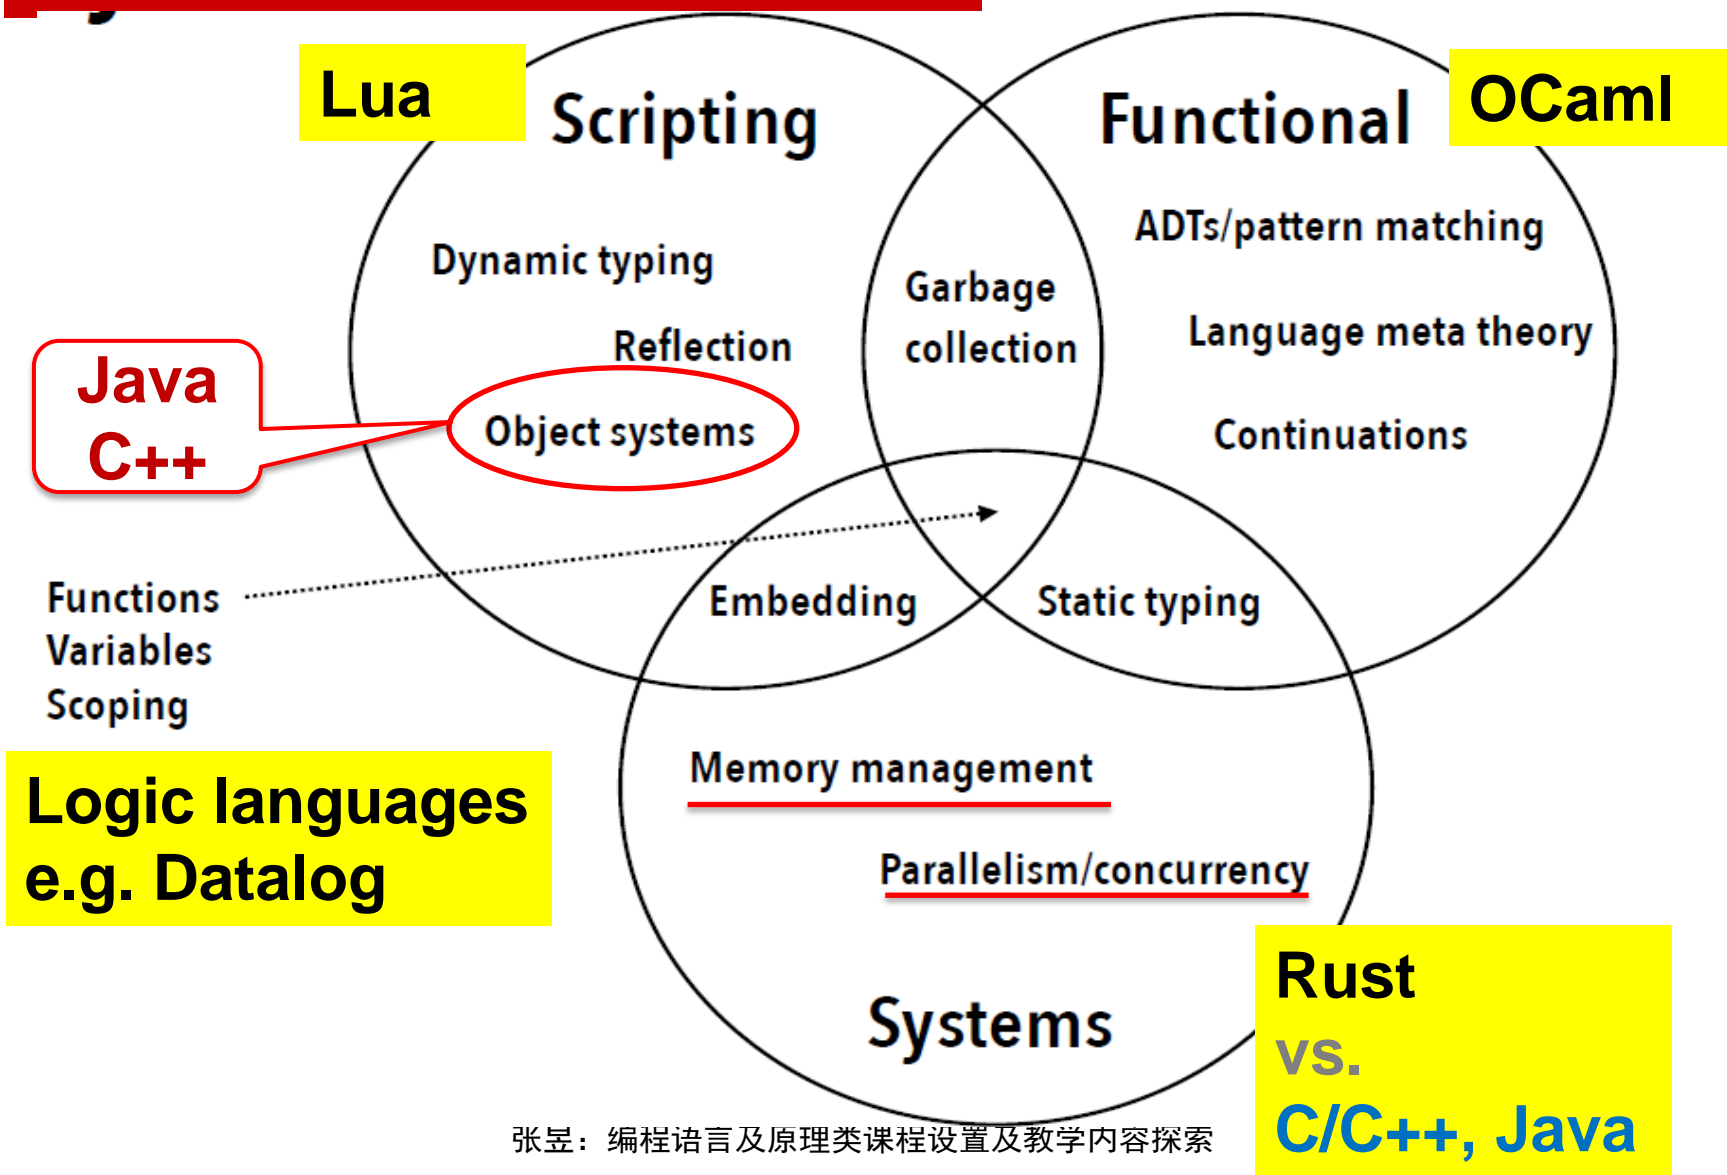 Lua
Scripting
Functional
OCaml
Dynamic typing
Reflection
Object systems
Java
C++
Garbage
collection
ADTs/pattern matching
Language meta theory
Continuations
Functions
Variables
Scoping
Embedding
Static typing
Logic languages
e.g. Datalog
Memory management
Parallelism/concurrency
Systems
Rust
vs.
C/C++, Java
张昱：编程语言及原理类课程设置及教学内容探索